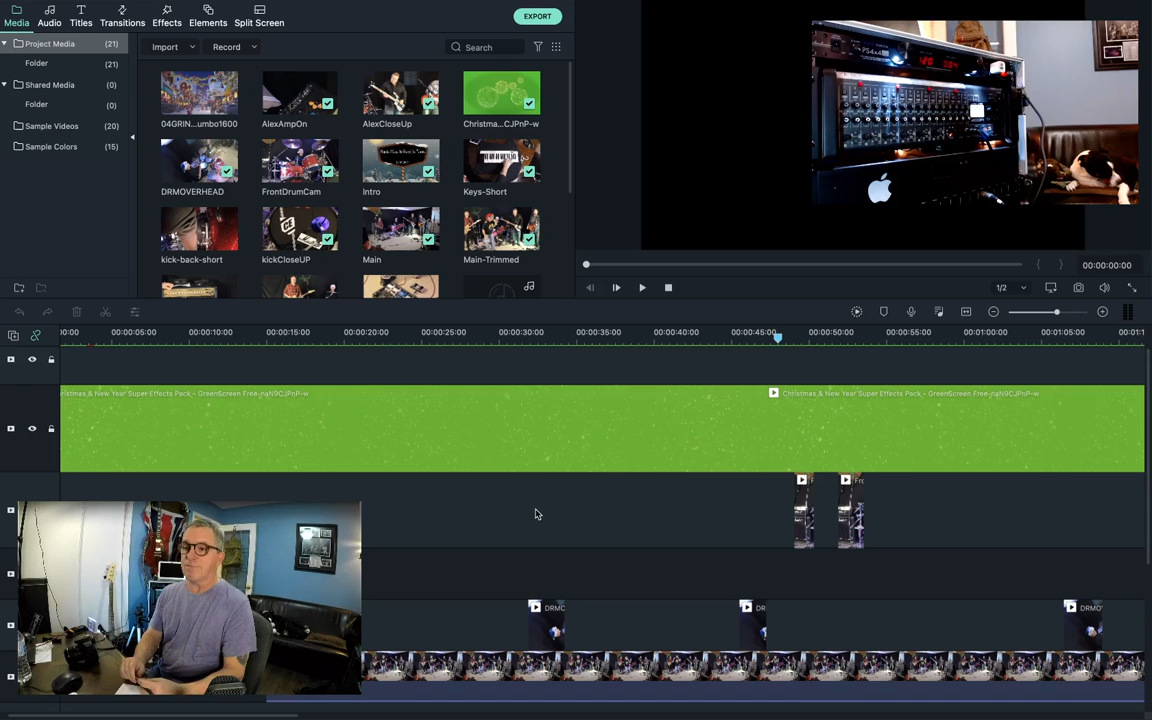 Media Audio Titles Transitions Effects Elements Split Screen
EXPORT
Project Media (21)
Folder (21)
Shared Media (0)
Folder (0)
Sample Videos (20)
Sample Colors (15)
Import Record Search
04GRIN...umbo1600 AlexAmpOn AlexCloseUp Christma...CJPnP-w
DRMOVERHEAD FrontDrumCam Intro Keys-Short
kick-back-short kickCloseUP Main Main-Trimmed
PS4x4
00:00:00:00
1/2
00:00 00:00:05:00 00:00:10:00 00:00:15:00 00:00:20:00 00:00:25:00 00:00:30:00 00:00:35:00 00:00:40:00 00:00:45:00 00:00:50:00 00:00:55:00 00:01:00:00 00:01:05:00 00:01:1
ristmas & New Year Super Effects Pack - GreenScreen Free-naN9CJPnP-w Christmas & New Year Super Effects Pack - GreenScreen Free-naN9CJPnP-w
F Fro
DRMO DR DRMO